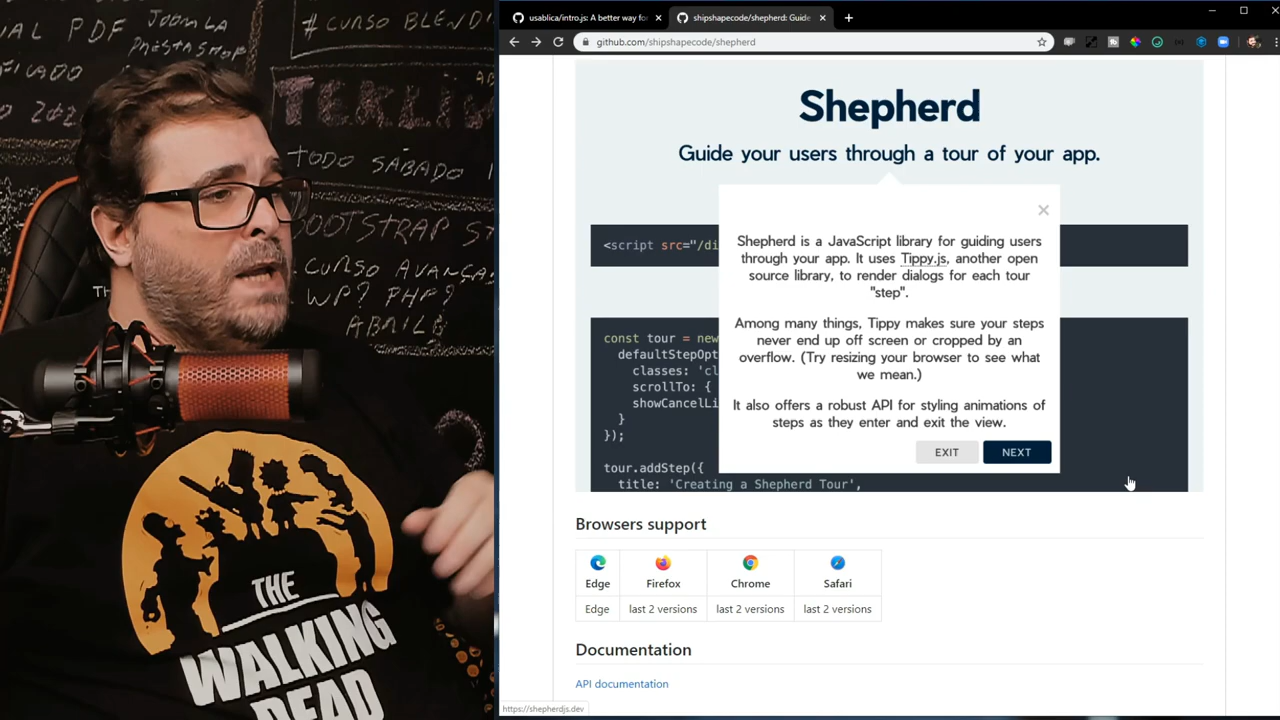 AL PDF JOOMLA
PRESTASHOP
FICADO
# CURSO BLEND
TODO SÁBADO
BOOTSTRAP
CURSO AVANÇA
WP? PHP?
ABRIL
THE
WALKING
DEAD
usablica/intro.js: A better way fo
shipshapecode/shepherd: Guide
github.com/shipshapecode/shepherd
Shepherd
Guide your users through a tour of your app.
<script src="/di
Shepherd is a JavaScript library for guiding users
through your app. It uses Tippy.js, another open
source library, to render dialogs for each tour
"step".
Among many things, Tippy makes sure your steps
never end up off screen or cropped by an
overflow. (Try resizing your browser to see what
we mean.)
It also offers a robust API for styling animations of
steps as they enter and exit the view.
EXIT
NEXT
const tour = new
defaultStepOpt
classes: 'cl
scrollTo: {
showCancelLi
}
});
tour.addStep({
title: 'Creating a Shepherd Tour',
Browsers support
Edge Firefox Chrome Safari
Edge last 2 versions last 2 versions last 2 versions
Documentation
API documentation
https://shepherdjs.dev